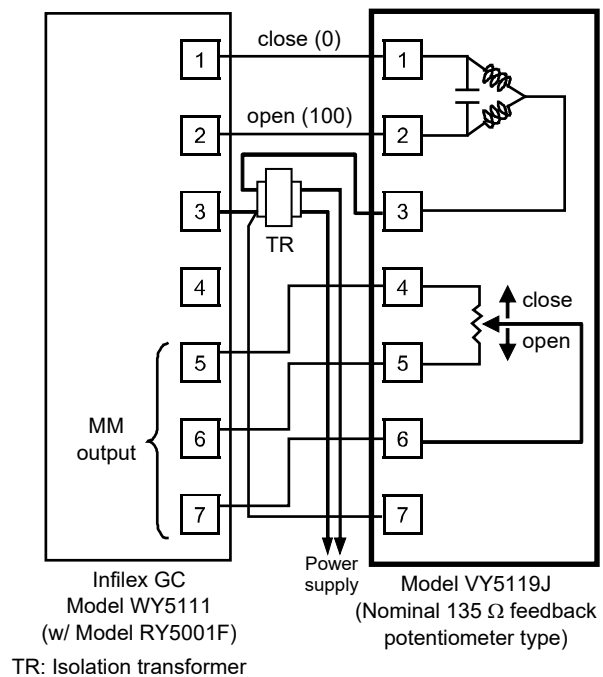 close (0)
1 1
open (100)
2 2
3 3
TR
4 4
close
open
5 5
MM
output
6 6
7 7
Power
supply
Infilex GC
Model WY5111
(w/ Model RY5001F)
Model VY5119J
(Nominal 135 Ω feedback
potentiometer type)
TR: Isolation transformer